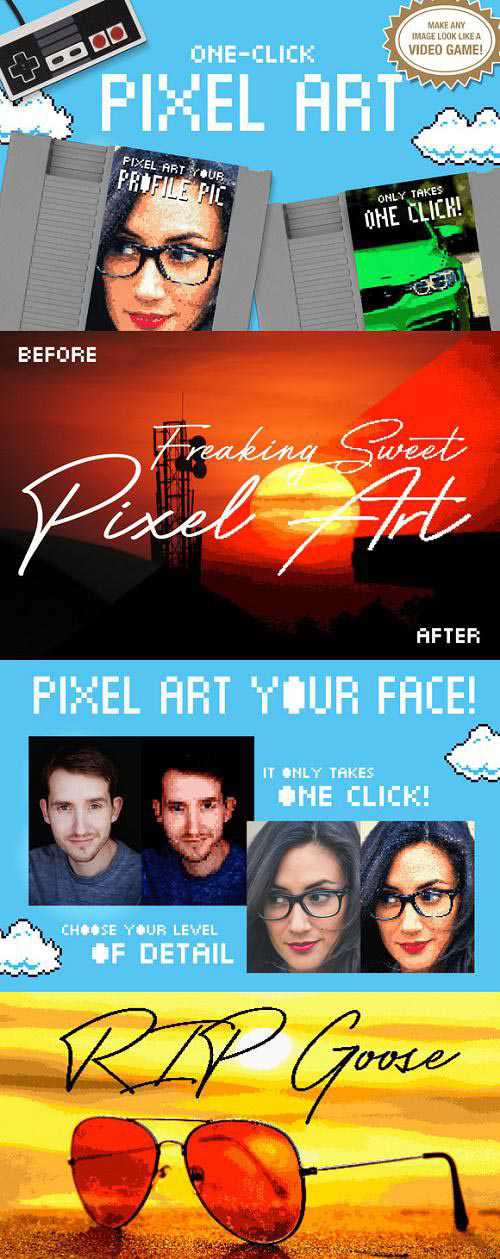 MAKE ANY
IMAGE LOOK LIKE A
VIDEO GAME!
ONE-CLICK
PIXEL ART
PIXEL ART YOUR
PROFILE PIC
ONLY TAKES
ONE CLICK!
BEFORE
Freaking Sweet
Pixel Art
AFTER
PIXEL ART YOUR FACE!
IT ONLY TAKES
ONE CLICK!
CHOOSE YOUR LEVEL
OF DETAIL
RIP Goose